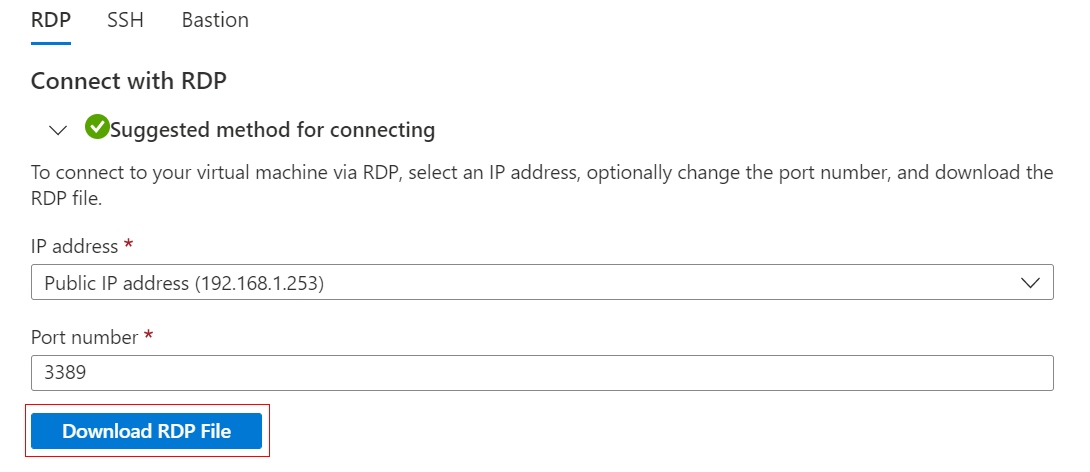 RDP SSH Bastion
Connect with RDP
Suggested method for connecting
To connect to your virtual machine via RDP, select an IP address, optionally change the port number, and download the
RDP file.
IP address *
Public IP address (192.168.1.253)
Port number *
3389
Download RDP File